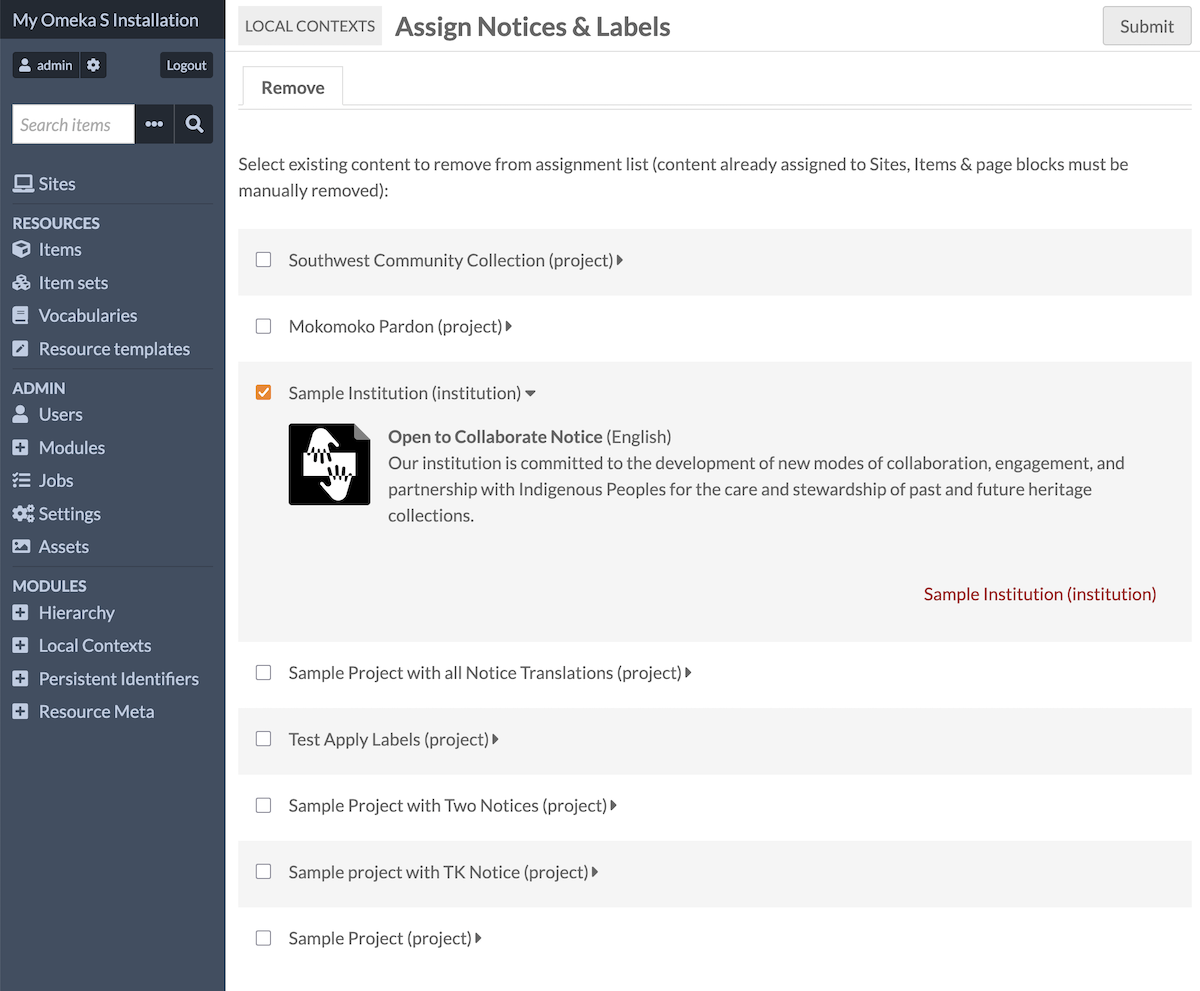 My Omeka S Installation
admin
Logout
Search items
Sites
RESOURCES
Items
Item sets
Vocabularies
Resource templates
ADMIN
Users
Modules
Jobs
Settings
Assets
MODULES
Hierarchy
Local Contexts
Persistent Identifiers
Resource Meta
LOCAL CONTEXTS
Assign Notices & Labels
Submit
Remove
Select existing content to remove from assignment list (content already assigned to Sites, Items & page blocks must be
manually removed):
Southwest Community Collection (project)
Mokomoko Pardon (project)
Sample Institution (institution)
Open to Collaborate Notice (English)
Our institution is committed to the development of new modes of collaboration, engagement, and
partnership with Indigenous Peoples for the care and stewardship of past and future heritage
collections.
Sample Institution (institution)
Sample Project with all Notice Translations (project)
Test Apply Labels (project)
Sample Project with Two Notices (project)
Sample project with TK Notice (project)
Sample Project (project)